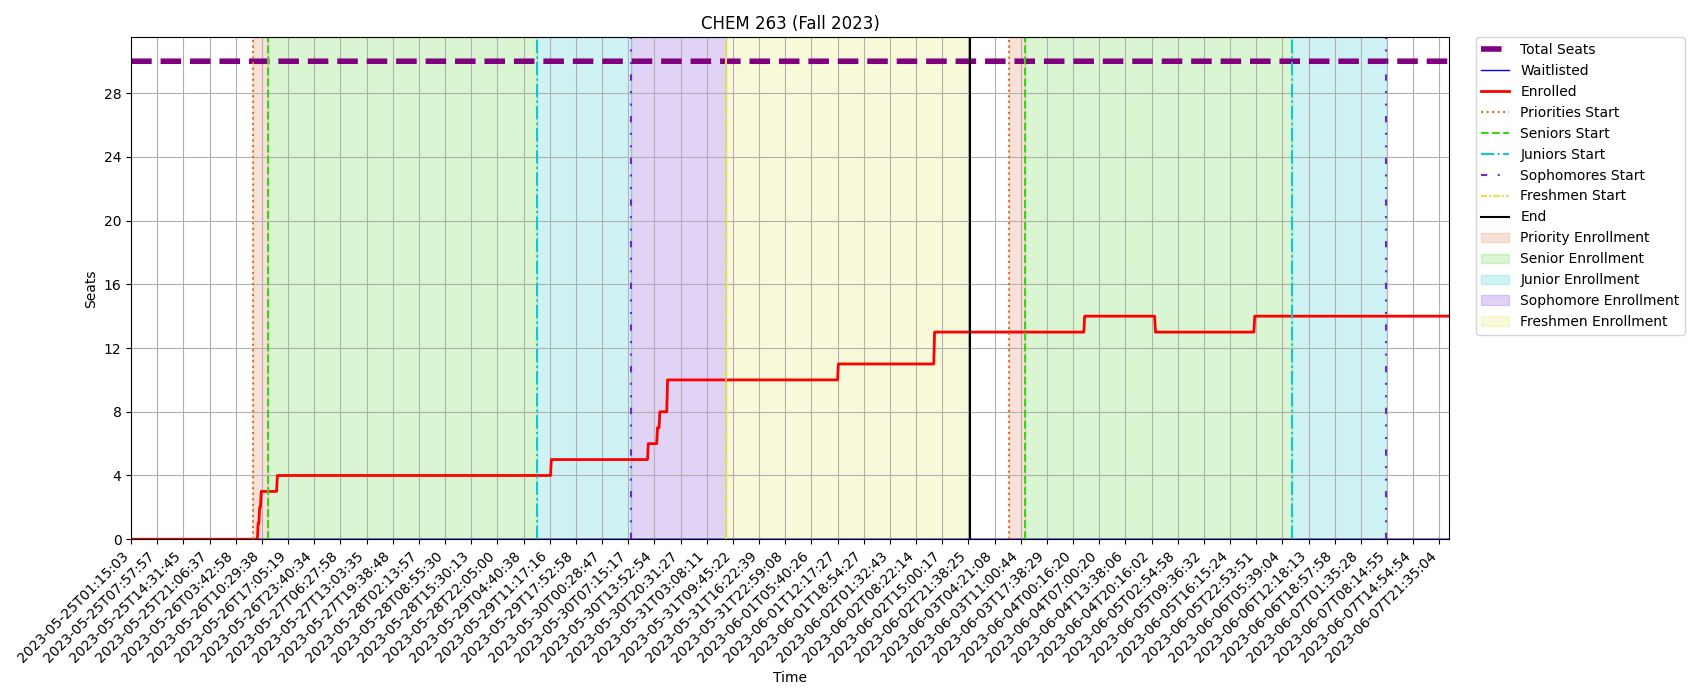 CHEM 263 (Fall 2023)
Seats
28
24
20
16
12
8
4
0
2023-05-25T01:15:03
2023-05-25T07:57:57
2023-05-25T14:31:45
2023-05-25T21:06:37
2023-05-26T03:42:58
2023-05-26T10:29:38
2023-05-26T17:05:19
2023-05-26T23:40:34
2023-05-27T06:27:58
2023-05-27T13:03:35
2023-05-27T19:38:48
2023-05-28T02:13:57
2023-05-28T08:55:30
2023-05-28T15:30:13
2023-05-28T22:05:00
2023-05-29T04:40:38
2023-05-29T11:17:16
2023-05-29T17:52:58
2023-05-30T00:28:47
2023-05-30T07:15:17
2023-05-30T13:52:54
2023-05-30T20:31:27
2023-05-31T03:08:11
2023-05-31T09:45:22
2023-05-31T16:22:39
2023-05-31T22:59:08
2023-06-01T05:40:26
2023-06-01T12:17:27
2023-06-01T18:54:27
2023-06-02T01:32:43
2023-06-02T08:22:14
2023-06-02T15:00:17
2023-06-02T21:38:25
2023-06-03T04:21:08
2023-06-03T11:00:44
2023-06-03T17:38:29
2023-06-04T00:16:20
2023-06-04T07:00:20
2023-06-04T13:38:06
2023-06-04T20:16:02
2023-06-05T02:54:58
2023-06-05T09:36:32
2023-06-05T16:15:24
2023-06-05T22:53:51
2023-06-06T05:39:04
2023-06-06T12:18:13
2023-06-06T18:57:58
2023-06-07T01:35:28
2023-06-07T08:14:55
2023-06-07T14:54:54
2023-06-07T21:35:04
Time
Total Seats
Waitlisted
Enrolled
Priorities Start
Seniors Start
Juniors Start
Sophomores Start
Freshmen Start
End
Priority Enrollment
Senior Enrollment
Junior Enrollment
Sophomore Enrollment
Freshmen Enrollment